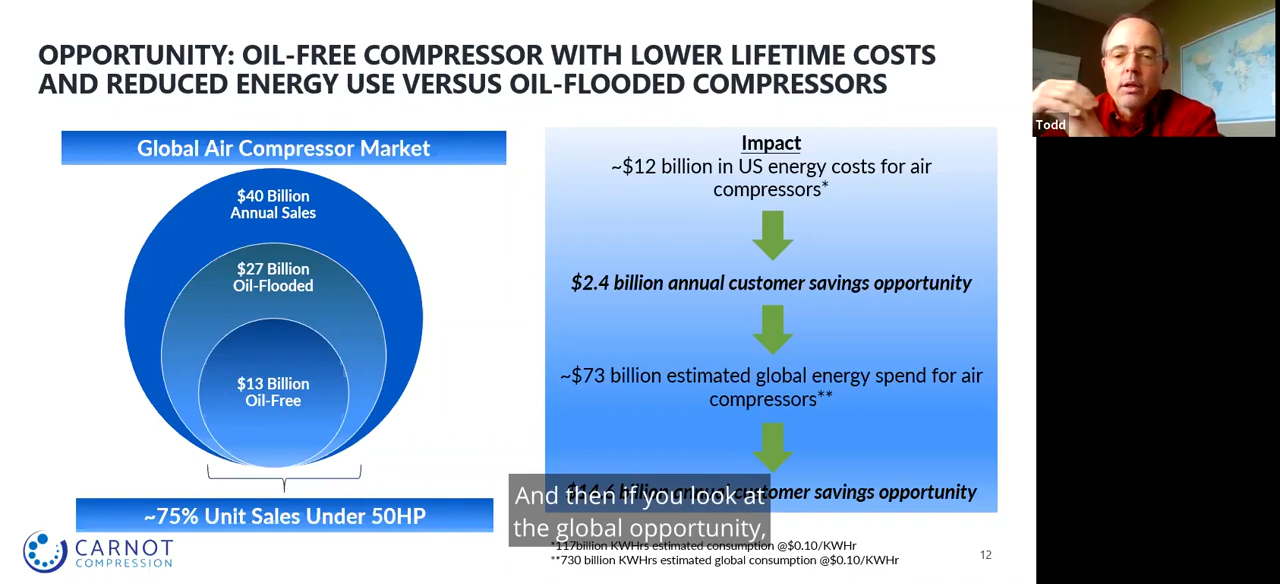 OPPORTUNITY: OIL-FREE COMPRESSOR WITH LOWER LIFETIME COSTS
AND REDUCED ENERGY USE VERSUS OIL-FLOODED COMPRESSORS
Global Air Compressor Market
$40 Billion
Annual Sales
$27 Billion
Oil-Flooded
$13 Billion
Oil-Free
~75% Unit Sales Under 50HP
Impact
~$12 billion in US energy costs for air
compressors*
$2.4 billion annual customer savings opportunity
~$73 billion estimated global energy spend for air
compressors**
customer savings opportunity
And then if you look at
the global opportunity,
*117billion KWHrs estimated consumption @$0.10/KWHr
**730 billion KWHrs estimated global consumption @$0.10/KWHr
CARNOT
COMPRESSION
12
Todd